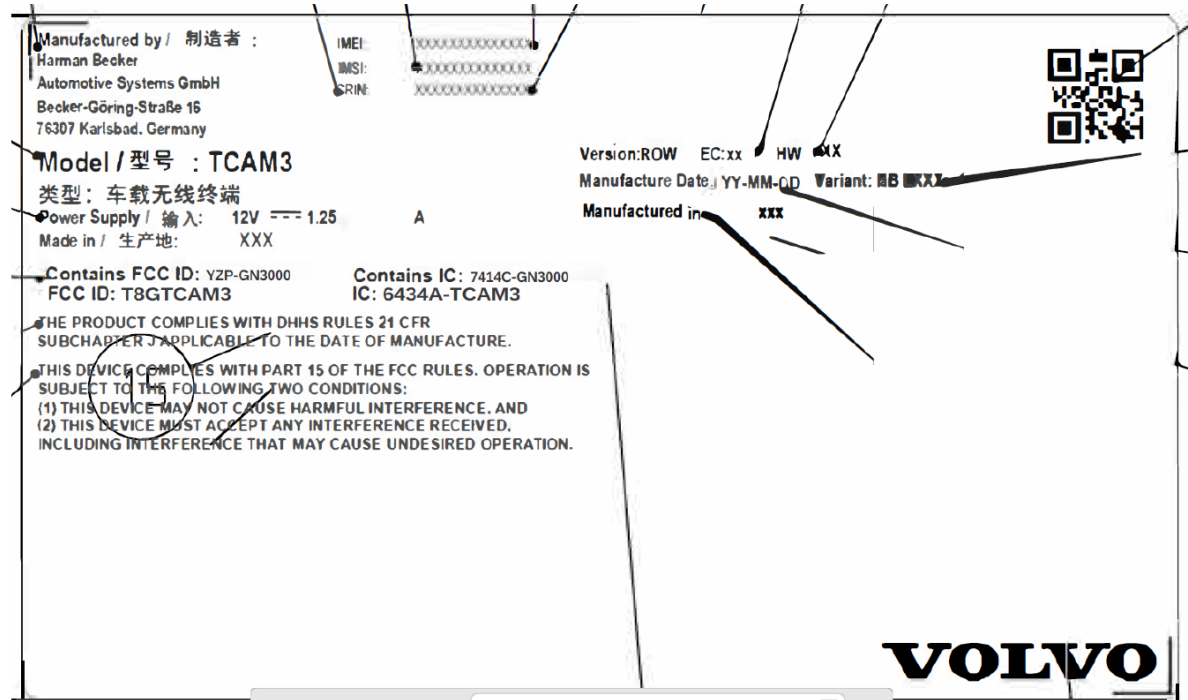 Manufactured by / 制造者 :
Harman Becker
Automotive Systems GmbH
Becker-Göring-Straße 16
76307 Karlsbad, Germany
IMEI: XXXXXXXXXXXXXXX
IMSI: XXXXXXXXXXXXXXX
SRIN: XXXXXXXXXXXXXXX
Model / 型号 : TCAM3
类型: 车载无线终端
Power Supply / 输入: 12V 1.25 A
Made in / 生产地: XXX
Version:ROW EC:xx HW XX
Manufacture Date: YY-MM-DD Variant:
Manufactured in xxx
Contains FCC ID: YZP-GN3000 Contains IC: 7414C-GN3000
FCC ID: T8GTCAM3 IC: 6434A-TCAM3
THE PRODUCT COMPLIES WITH DHHS RULES 21 CFR
SUBCHAPTER J APPLICABLE TO THE DATE OF MANUFACTURE.
THIS DEVICE COMPLIES WITH PART 15 OF THE FCC RULES. OPERATION IS
SUBJECT TO THE FOLLOWING TWO CONDITIONS:
(1) THIS DEVICE MAY NOT CAUSE HARMFUL INTERFERENCE, AND
(2) THIS DEVICE MUST ACCEPT ANY INTERFERENCE RECEIVED,
INCLUDING INTERFERENCE THAT MAY CAUSE UNDESIRED OPERATION.
15
VOLVO